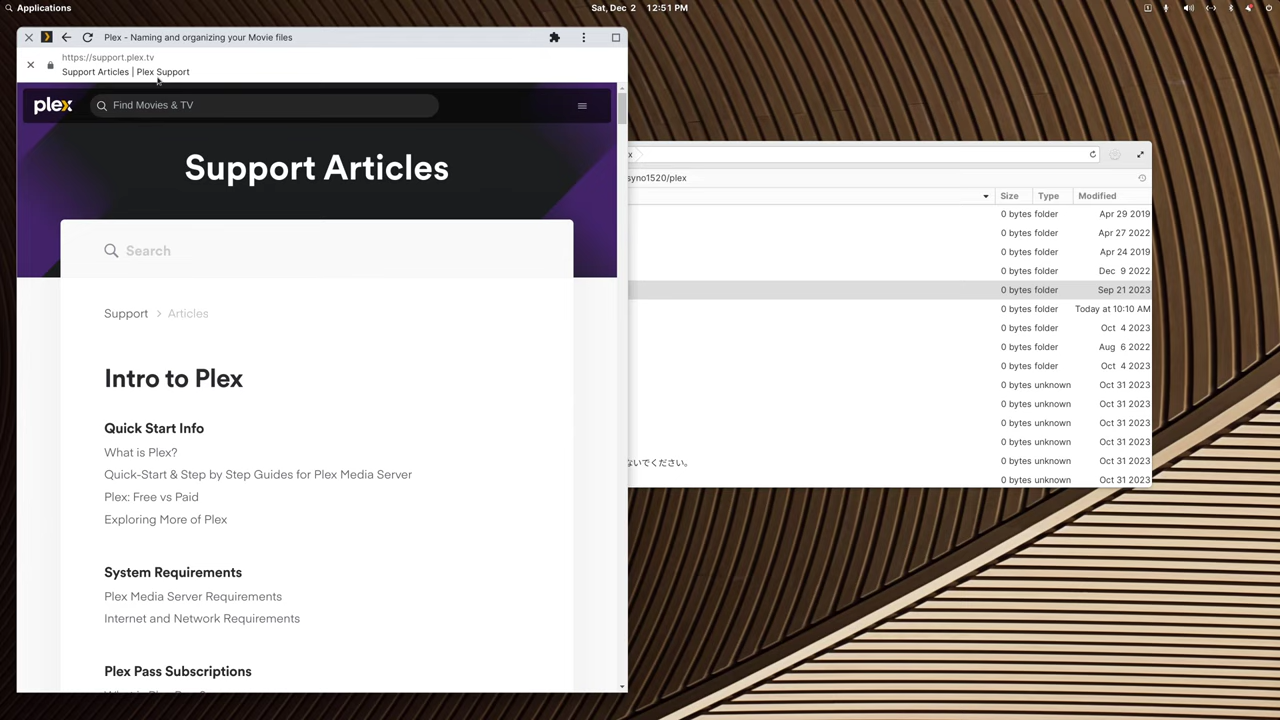 Applications
Sat, Dec 2 12:51 PM
Plex - Naming and organizing your Movie files
https://support.plex.tv
Support Articles | Plex Support
plex
Find Movies & TV
Support Articles
Search
Support > Articles
Intro to Plex
Quick Start Info
What is Plex?
Quick-Start & Step by Step Guides for Plex Media Server
Plex: Free vs Paid
Exploring More of Plex
System Requirements
Plex Media Server Requirements
Internet and Network Requirements
Plex Pass Subscriptions
x
syno1520/plex
Size Type Modified
0 bytes folder Apr 29 2019
0 bytes folder Apr 27 2022
0 bytes folder Apr 24 2019
0 bytes folder Dec 9 2022
0 bytes folder Sep 21 2023
0 bytes folder Today at 10:10 AM
0 bytes folder Oct 4 2023
0 bytes folder Aug 6 2022
0 bytes folder Oct 4 2023
0 bytes unknown Oct 31 2023
0 bytes unknown Oct 31 2023
0 bytes unknown Oct 31 2023
0 bytes unknown Oct 31 2023
ないでください。 0 bytes unknown Oct 31 2023
0 bytes unknown Oct 31 2023